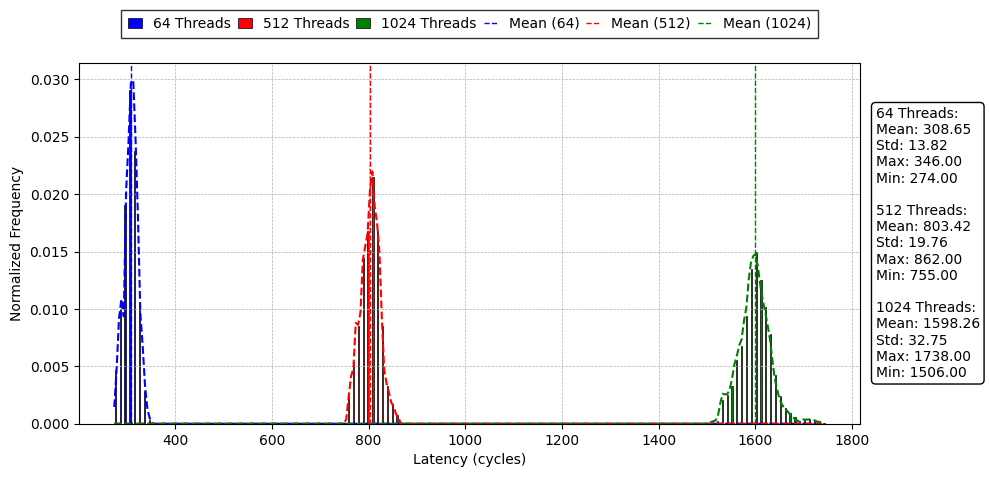 64 Threads 512 Threads 1024 Threads Mean (64) Mean (512) Mean (1024)
0.030
0.025
0.020
0.015
0.010
0.005
0.000
Normalized Frequency
400 600 800 1000 1200 1400 1600 1800
Latency (cycles)
64 Threads:
Mean: 308.65
Std: 13.82
Max: 346.00
Min: 274.00
512 Threads:
Mean: 803.42
Std: 19.76
Max: 862.00
Min: 755.00
1024 Threads:
Mean: 1598.26
Std: 32.75
Max: 1738.00
Min: 1506.00